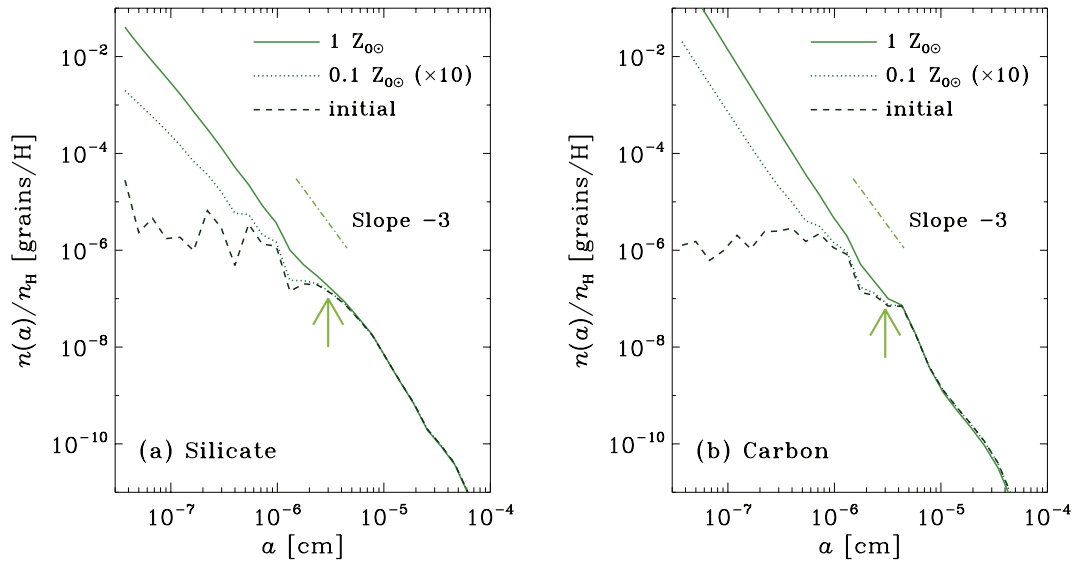 1 Z₀⊙
0.1 Z₀⊙ (×10)
initial
Slope −3
(a) Silicate
n(a)/n_H [grains/H]
10⁻²
10⁻⁴
10⁻⁶
10⁻⁸
10⁻¹⁰
10⁻⁷
10⁻⁶
10⁻⁵
10⁻⁴
a [cm]
1 Z₀⊙
0.1 Z₀⊙ (×10)
initial
Slope −3
(b) Carbon
n(a)/n_H [grains/H]
10⁻²
10⁻⁴
10⁻⁶
10⁻⁸
10⁻¹⁰
10⁻⁷
10⁻⁶
10⁻⁵
10⁻⁴
a [cm]